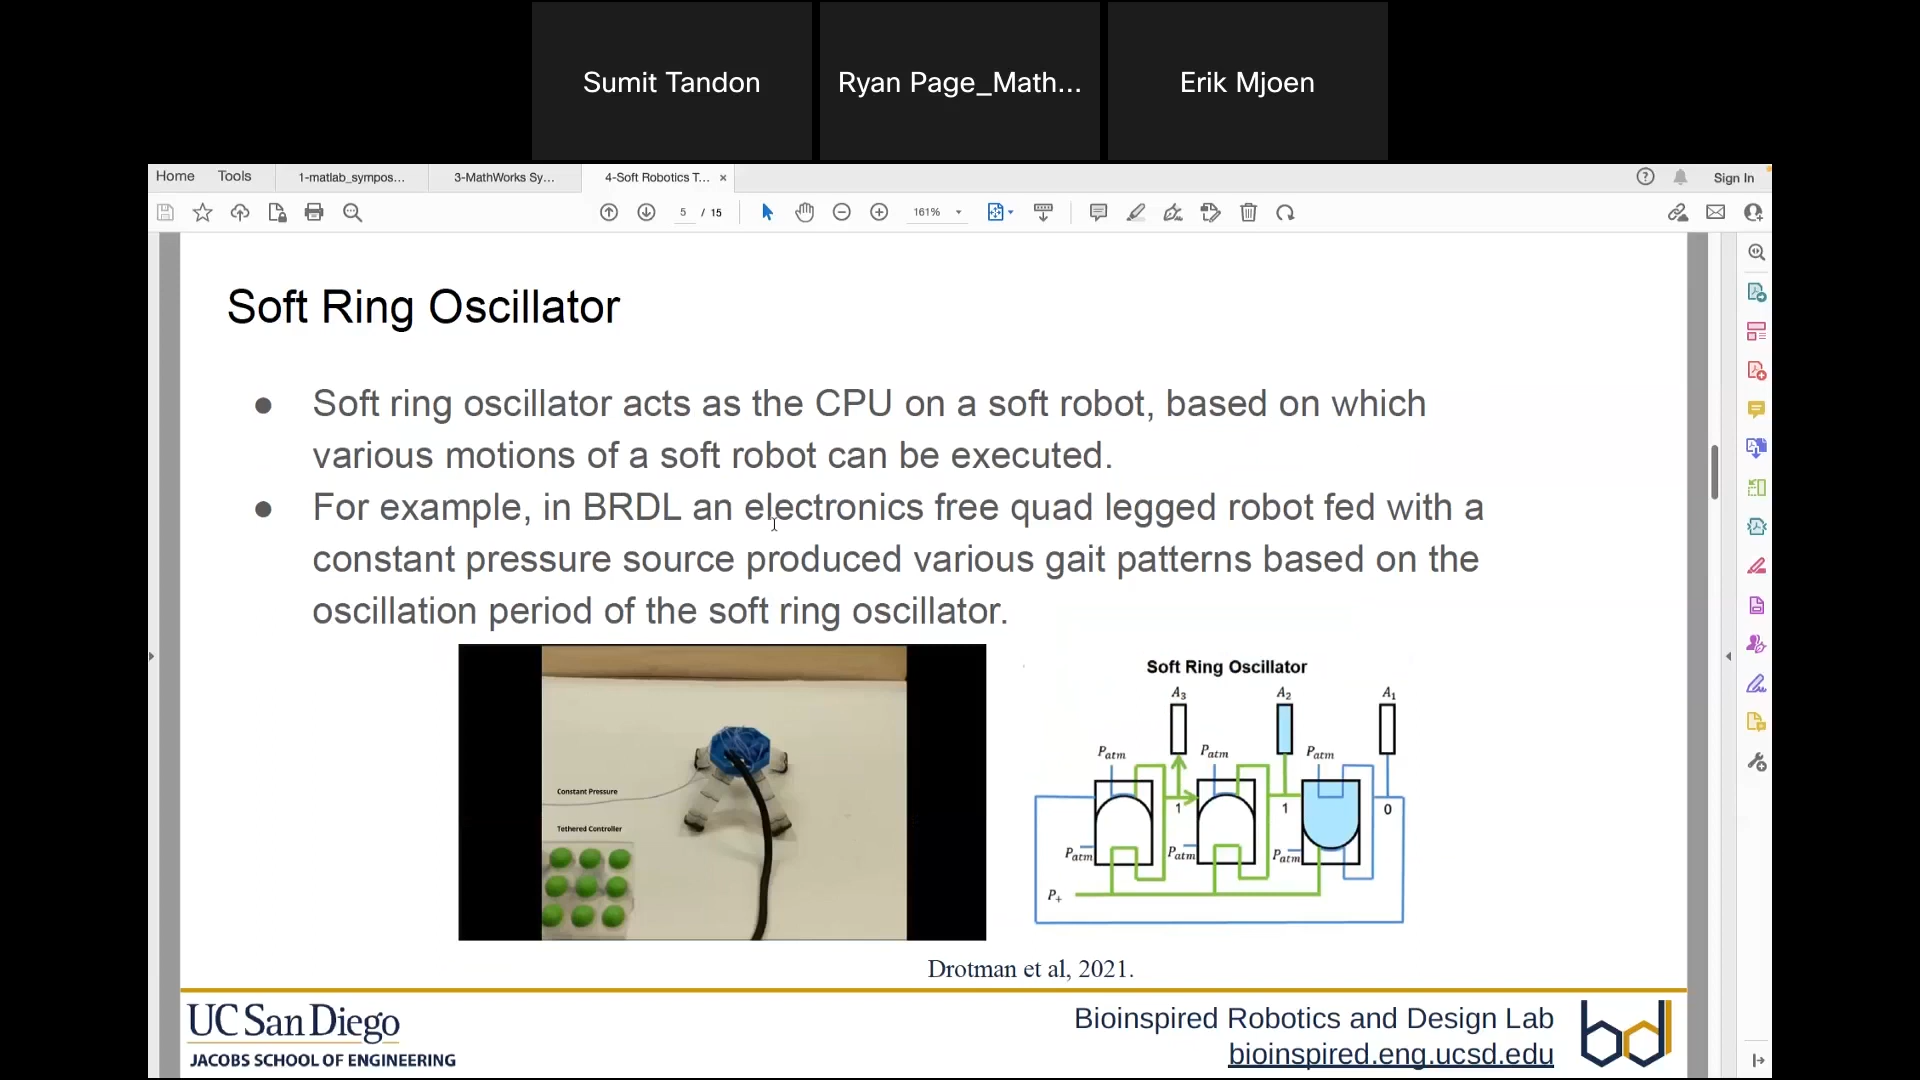 Sumit Tandon
Ryan Page_Math...
Erik Mjoen
Home Tools 1-matlab_sympos... 3-MathWorks Sy... 4-Soft Robotics T... × Sign In
5 / 15 161%
Soft Ring Oscillator
● Soft ring oscillator acts as the CPU on a soft robot, based on which
various motions of a soft robot can be executed.
● For example, in BRDL an electronics free quad legged robot fed with a
constant pressure source produced various gait patterns based on the
oscillation period of the soft ring oscillator.
Constant Pressure
Tethered Controller
Soft Ring Oscillator
A3 A2 A1
Patm Patm Patm
1 1 0
Patm Patm Patm
P+
Drotman et al, 2021.
UC San Diego
JACOBS SCHOOL OF ENGINEERING
Bioinspired Robotics and Design Lab
bioinspired.eng.ucsd.edu
bd